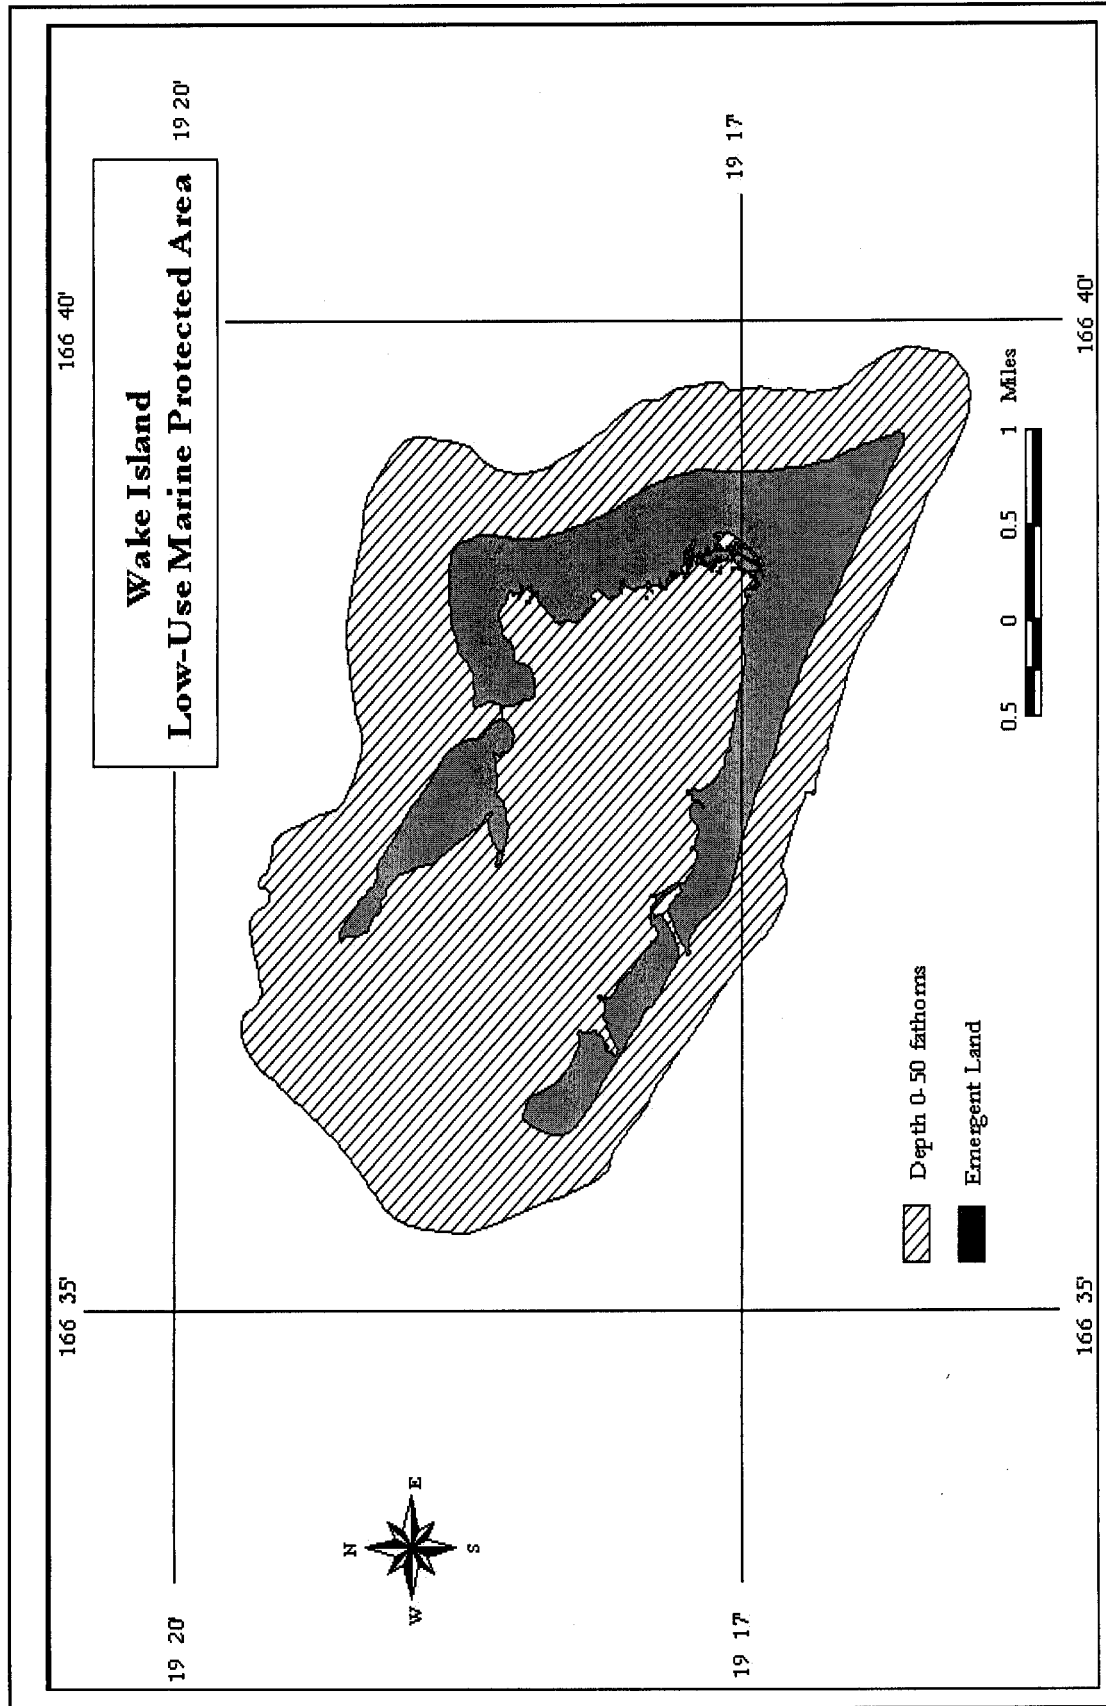 Wake Island
Low-Use Marine Protected Area
166 35'
166 40'
19 20'
19 20'
N
W
E
S
19 17'
19 17'
Depth 0-50 fathoms
Emergent Land
0.5 0 0.5 1 Miles
166 35'
166 40'